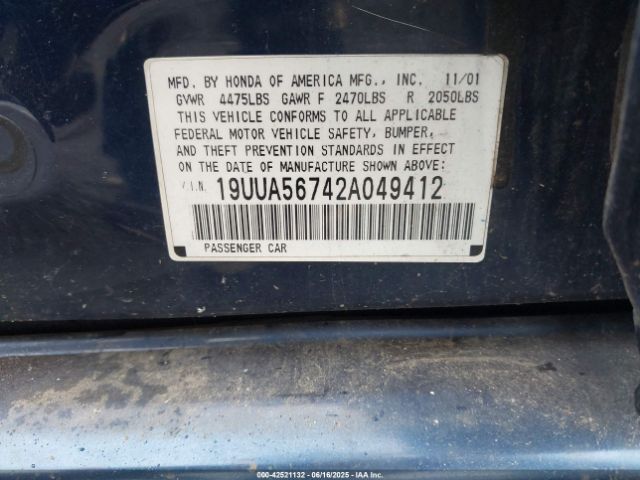 MFD. BY HONDA OF AMERICA MFG., INC. 11/01
GVWR 4475LBS GAWR F 2470LBS R 2050LBS
THIS VEHICLE CONFORMS TO ALL APPLICABLE
FEDERAL MOTOR VEHICLE SAFETY, BUMPER,
AND THEFT PREVENTION STANDARDS IN EFFECT
ON THE DATE OF MANUFACTURE SHOWN ABOVE:
V.I.N. 19UUA56742A049412
PASSENGER CAR
000-42521132 - 06/16/2025 - IAAI.COM